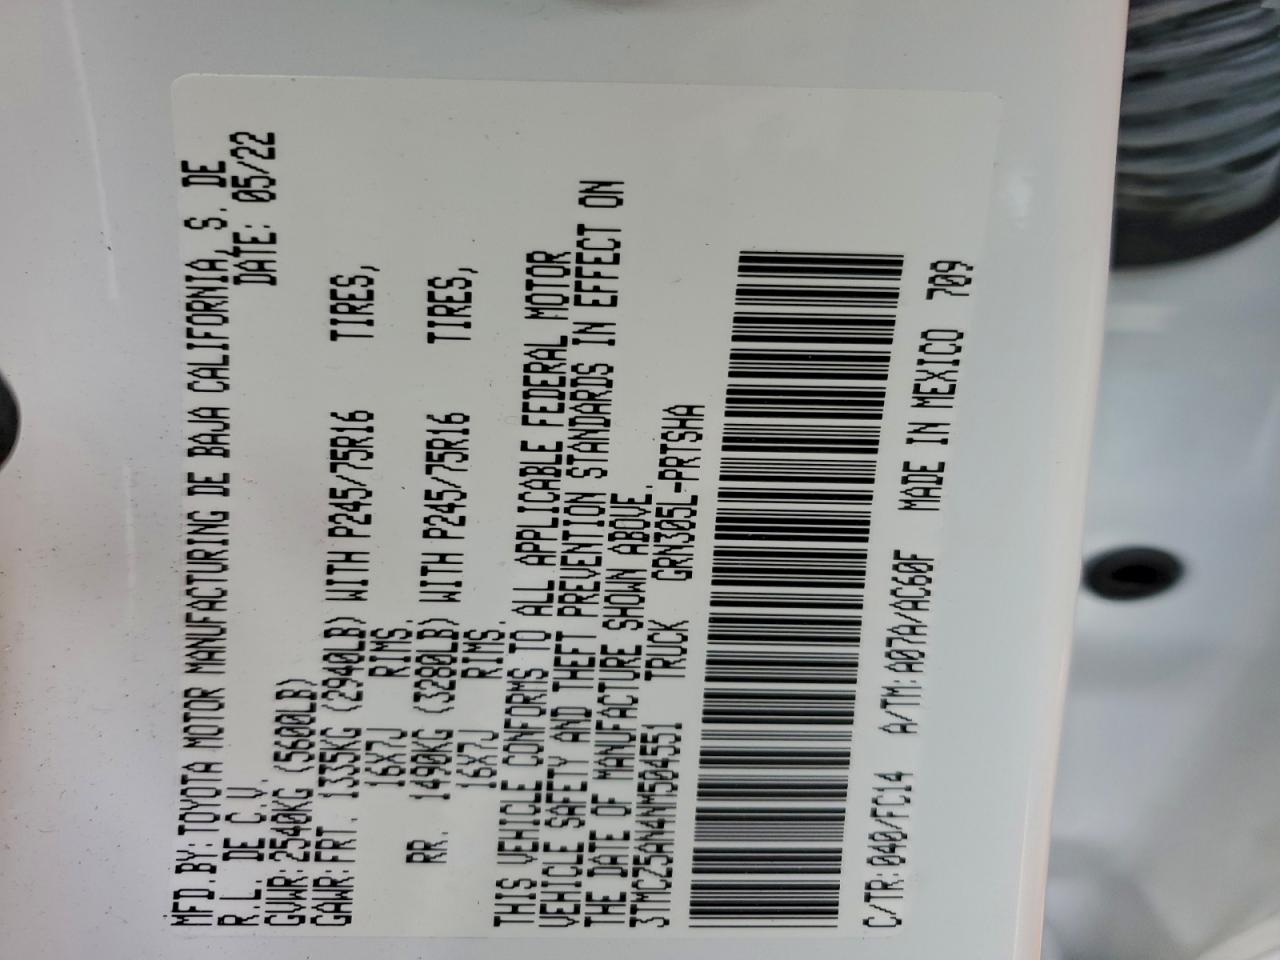 MFD.BY: TOYOTA MOTOR MANUFACTURING DE BAJA CALIFORNIA, S. DE
R.L. DE C.V. DATE: 05/22
GVWR: 2540KG (5600LB)
GAWR: FRT. 1335KG (2940LB) WITH P245/75R16 TIRES,
16X7J RIMS,
RR. 1490KG (3280LB) WITH P245/75R16 TIRES,
16X7J RIMS.
THIS VEHICLE CONFORMS TO ALL APPLICABLE FEDERAL MOTOR
VEHICLE SAFETY AND THEFT PREVENTION STANDARDS IN EFFECT ON
THE DATE OF MANUFACTURE SHOWN ABOVE.
3TMCZ5AN4NM504551 TRUCK GRN305L-PRTSHA
C/TR: 040/FC14 A/TM: A07A/AC60F MADE IN MEXICO 709